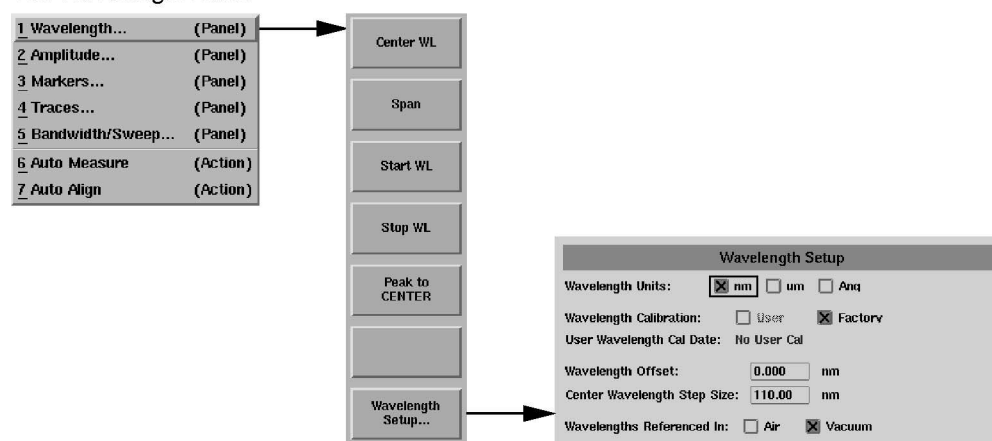 1 Wavelength... (Panel)
2 Amplitude... (Panel)
3 Markers... (Panel)
4 Traces... (Panel)
5 Bandwidth/Sweep... (Panel)
6 Auto Measure (Action)
7 Auto Align (Action)
Center WL
Span
Start WL
Stop WL
Peak to
CENTER
Wavelength
Setup...
Wavelength Setup
Wavelength Units: nm um Ang
Wavelength Calibration: User Factory
User Wavelength Cal Date: No User Cal
Wavelength Offset: 0.000 nm
Center Wavelength Step Size: 110.00 nm
Wavelengths Referenced In: Air Vacuum